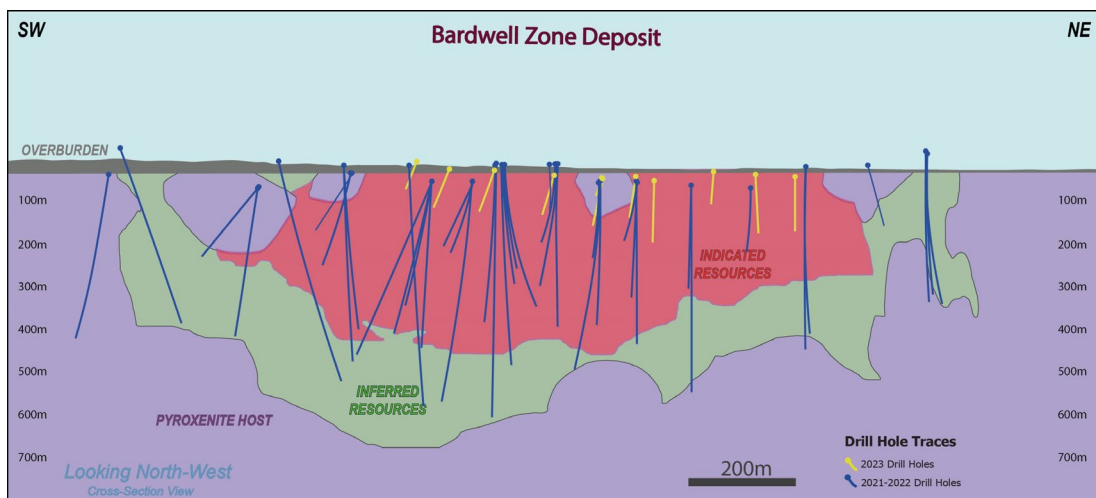 SW
Bardwell Zone Deposit
NE
OVERBURDEN
100m
100m
200m
INDICATED
RESOURCES
200m
300m
300m
400m
400m
500m
INFERRED
RESOURCES
500m
600m
PYROXENITE HOST
600m
700m
Looking North-West
Cross-Section View
200m
Drill Hole Traces
2023 Drill Holes
2021-2022 Drill Holes
700m